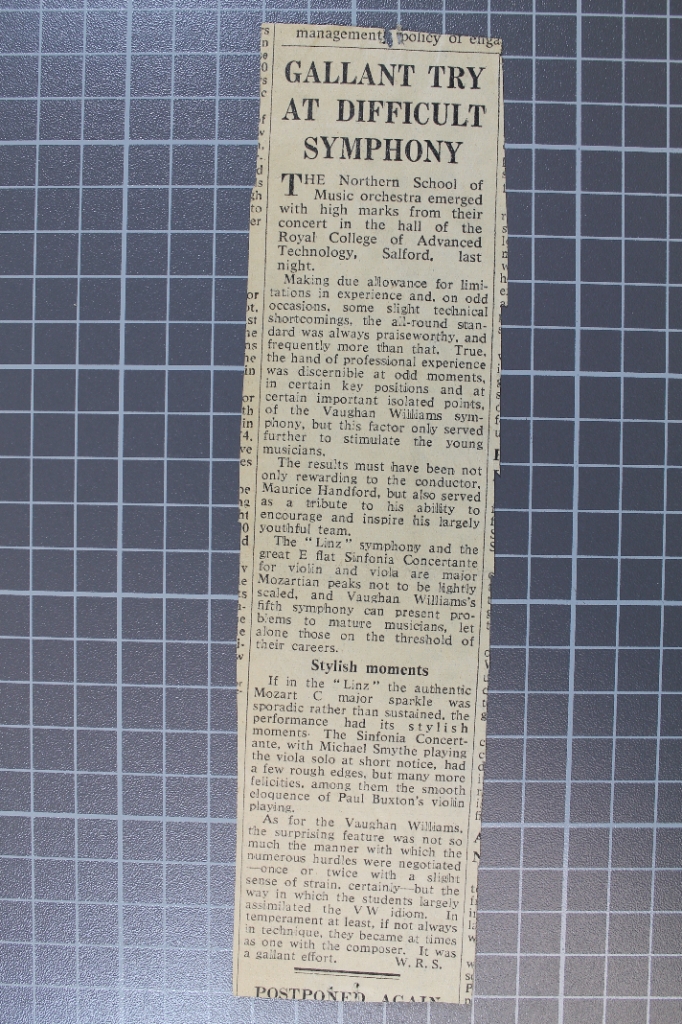 management, policy of enga
GALLANT TRY
AT DIFFICULT
SYMPHONY
THE Northern School of
Music orchestra emerged
with high marks from their
concert in the hall of the
Royal College of Advanced
Technology, Salford, last
night.
Making due allowance for limi-
tations in experience and, on odd
occasions, some slight technical
shortcomings, the all-round stan-
dard was always praiseworthy, and
frequently more than that. True,
the hand of professional experience
was discernible at odd moments,
in certain key positions and at
certain important isolated points,
of the Vaughan Williams sym-
phony, but this factor only served
further to stimulate the young
musicians.
The results must have been not
only rewarding to the conductor,
Maurice Handford, but also served
as a tribute to his ability to
encourage and inspire his largely
youthful team.
The "Linz" symphony and the
great E flat Sinfonia Concertante
for violin and viola are major
Mozartian peaks not to be lightly
scaled, and Vaughan Williams's
fifth symphony can present pro-
blems to mature musicians, let
alone those on the threshold of
their careers.
Stylish moments
If in the "Linz" the authentic
Mozart C major sparkle was
sporadic rather than sustained, the
performance had its stylish
moments. The Sinfonia Concert-
ante, with Michael Smythe playing
the viola solo at short notice, had
a few rough edges, but many more
felicities, among them the smooth
eloquence of Paul Buxton's violin
playing.
As for the Vaughan Williams,
the surprising feature was not so
much the manner with which the
numerous hurdles were negotiated
—once or twice with a slight
sense of strain, certainly—but the
way in which the students largely
assimilated the VW idiom. In
temperament at least, if not always
in technique, they became at times
as one with the composer. It was
a gallant effort. W. R. S.
POSTPONED AGAIN